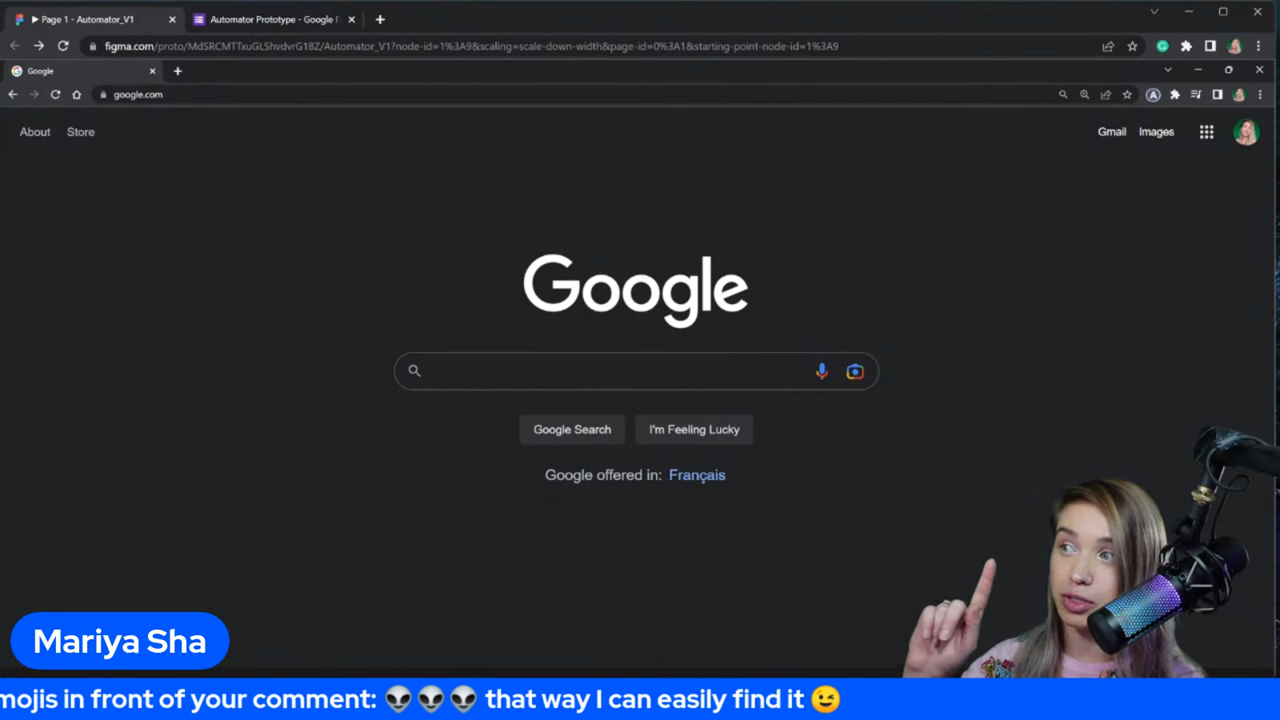 Page 1 - Automator_V1
Automator Prototype - Google F
figma.com/proto/MdSRCMTTxuGLShvdvrG18Z/Automator_V1?node-id=1%3A9&scaling=scale-down-width&page-id=0%3A1&starting-point-node-id=1%3A9
Google
google.com
About Store
Gmail Images
Google
Google Search I'm Feeling Lucky
Google offered in: Français
Mariya Sha
mojis in front of your comment: 👽 👽 👽 that way I can easily find it 😉